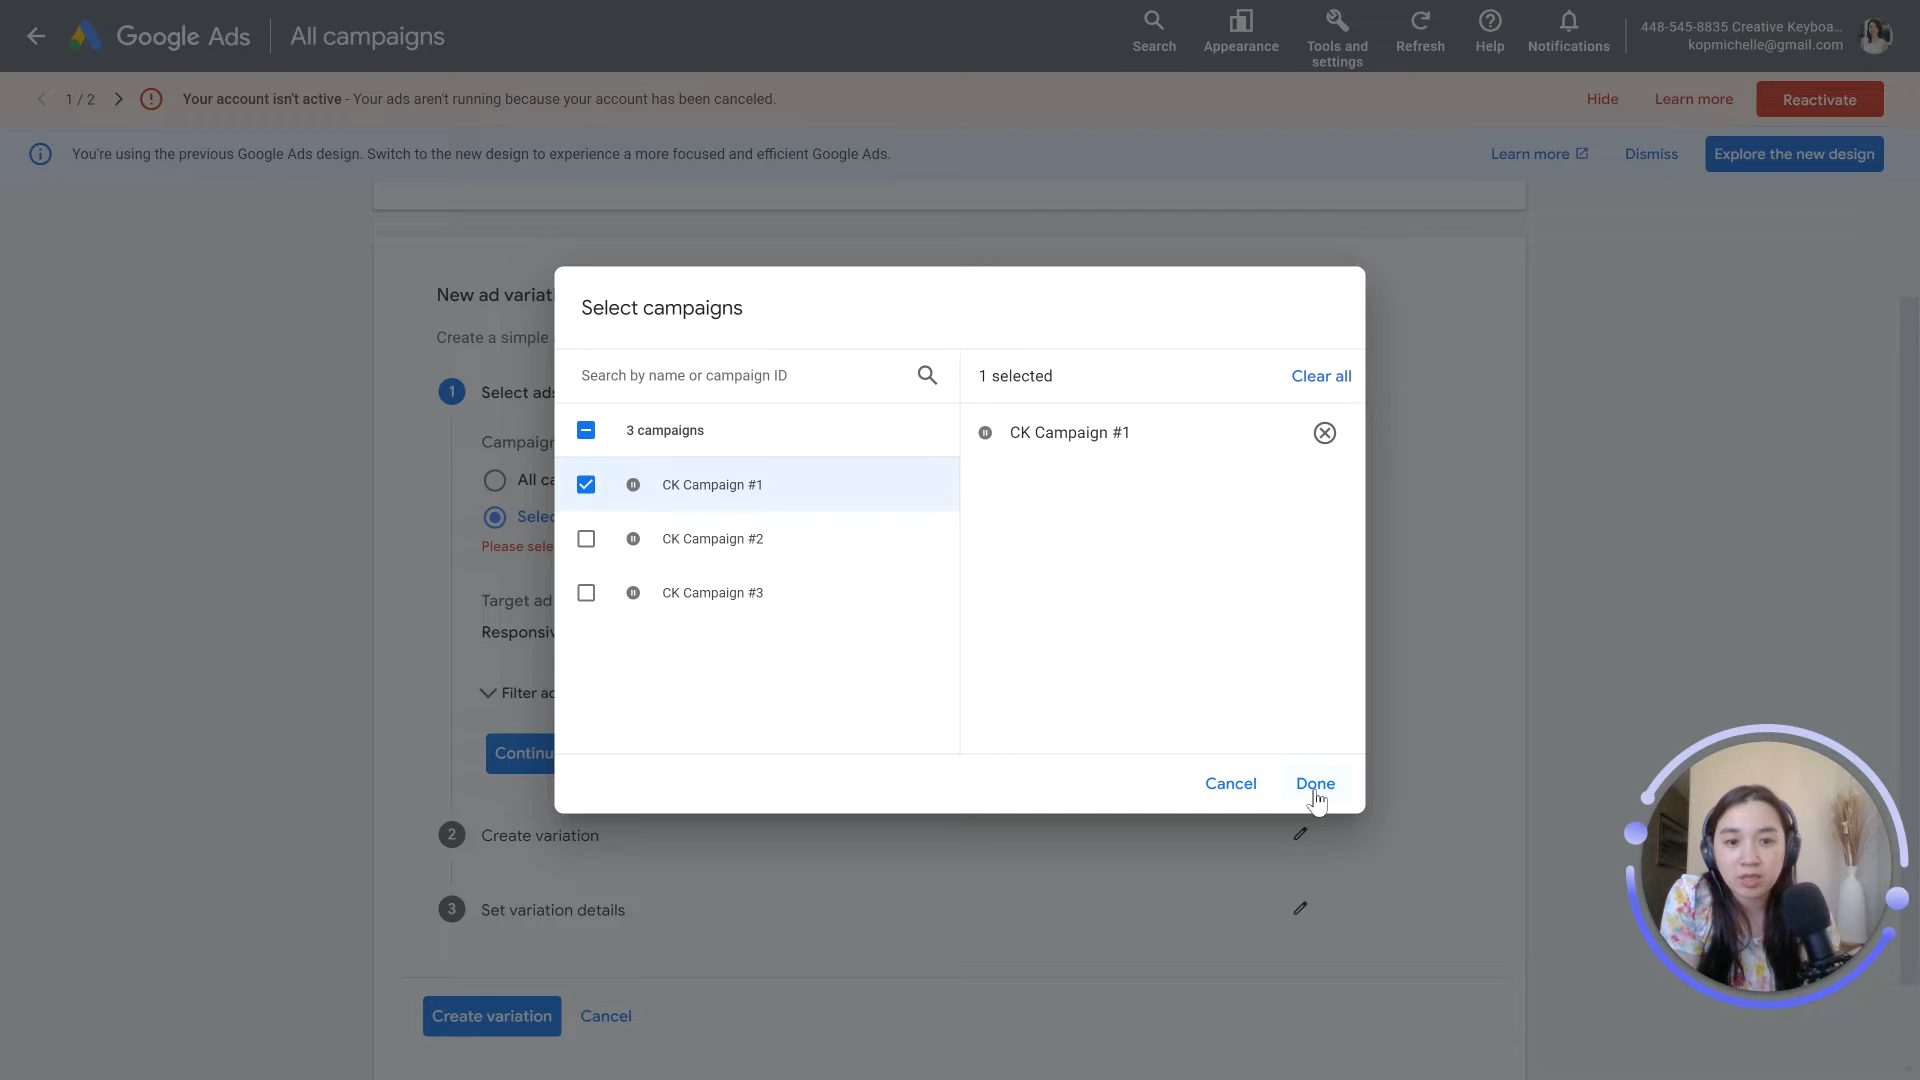 Google Ads
All campaigns
Search
Appearance
Tools and
settings
Refresh
Help
Notifications
448-545-8835 Creative Keyboa...
kopmichelle@gmail.com
1 / 2
Your account isn't active - Your ads aren't running because your account has been canceled.
Hide
Learn more
Reactivate
You're using the previous Google Ads design. Switch to the new design to experience a more focused and efficient Google Ads.
Learn more
Dismiss
Explore the new design
New ad variati
Create a simple
1
Select ads
Campaign
All ca
Selec
Please sele
Target ad
Responsiv
Filter ad
Continu
Select campaigns
Search by name or campaign ID
1 selected
Clear all
3 campaigns
CK Campaign #1
CK Campaign #1
CK Campaign #2
CK Campaign #3
Cancel
Done
2
Create variation
3
Set variation details
Create variation
Cancel